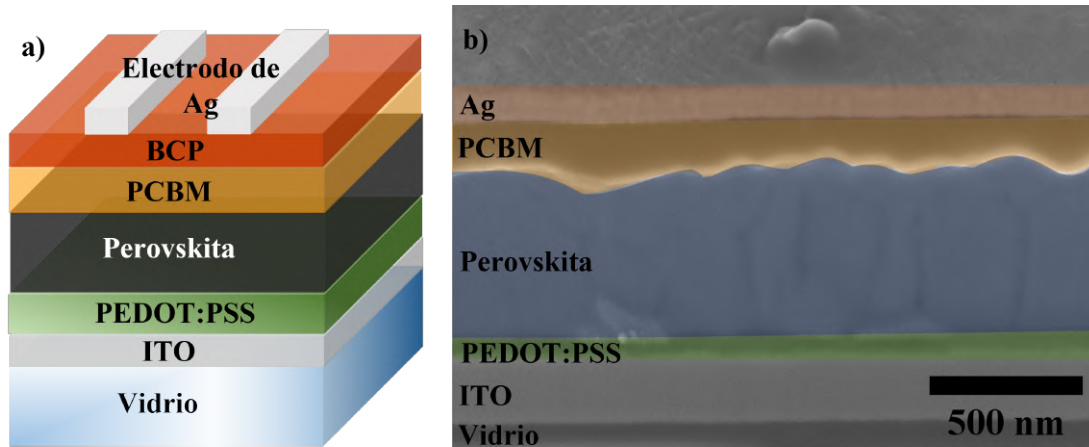 a)
Electrodo de
Ag
BCP
PCBM
Perovskita
PEDOT:PSS
ITO
Vidrio
b)
Ag
PCBM
Perovskita
PEDOT:PSS
ITO
Vidrio
500 nm